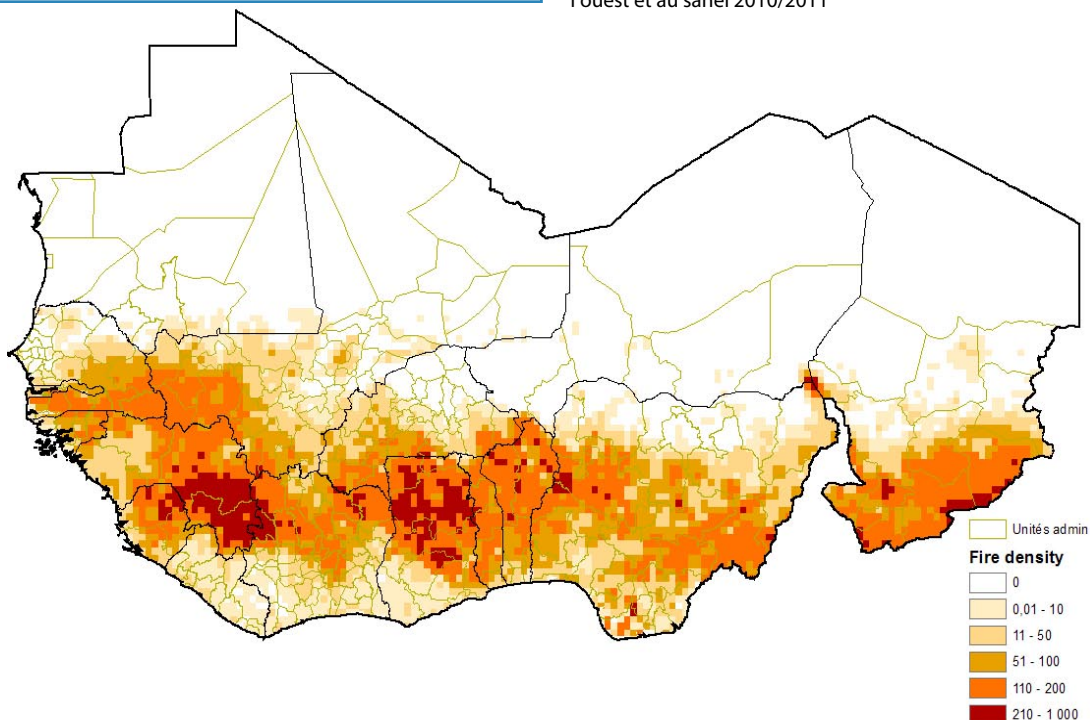 l'ouest et au sahel 2010/2011
Unités admin
Fire density
0
0,01 - 10
11 - 50
51 - 100
110 - 200
210 - 1 000